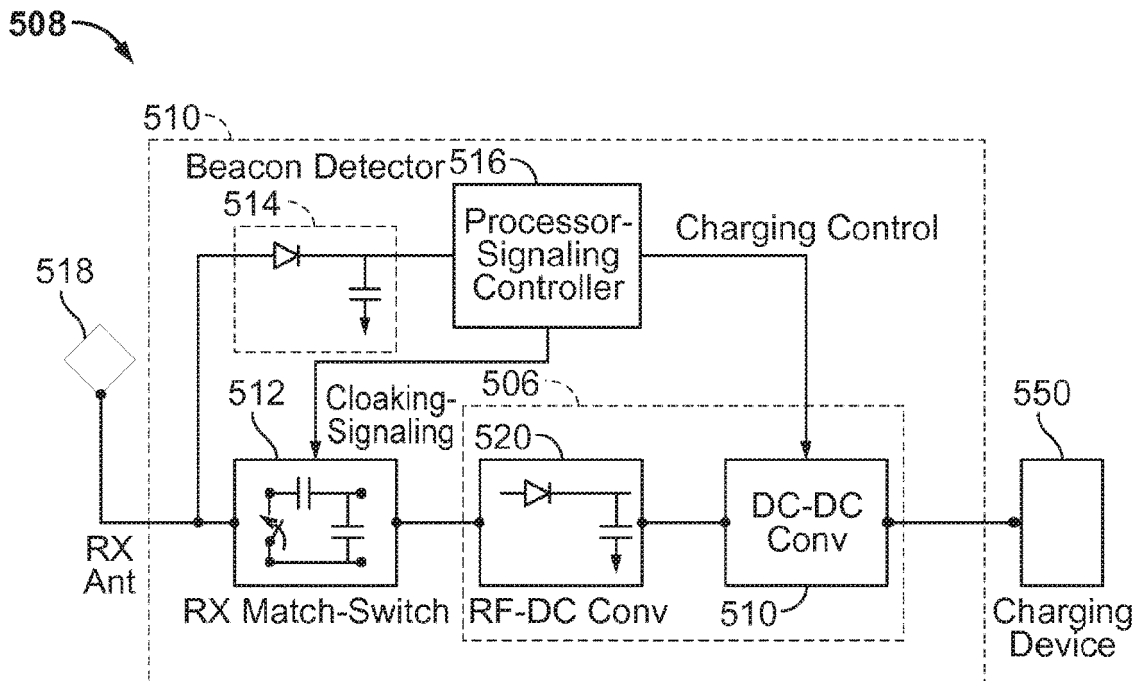 508
510
Beacon Detector
516
514
Processor-
Signaling
Controller
Charging Control
518
512
Cloaking-
Signaling
506
520
550
DC-DC
Conv
RX
Ant
RX Match-Switch
RF-DC Conv
510
Charging
Device